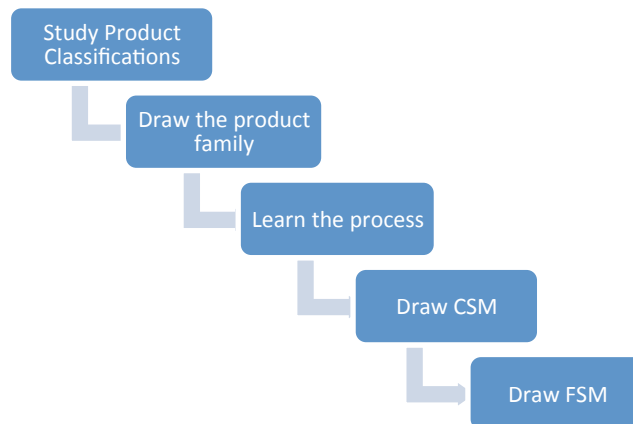 Study Product
Classifications
Draw the product
family
Learn the process
Draw CSM
Draw FSM